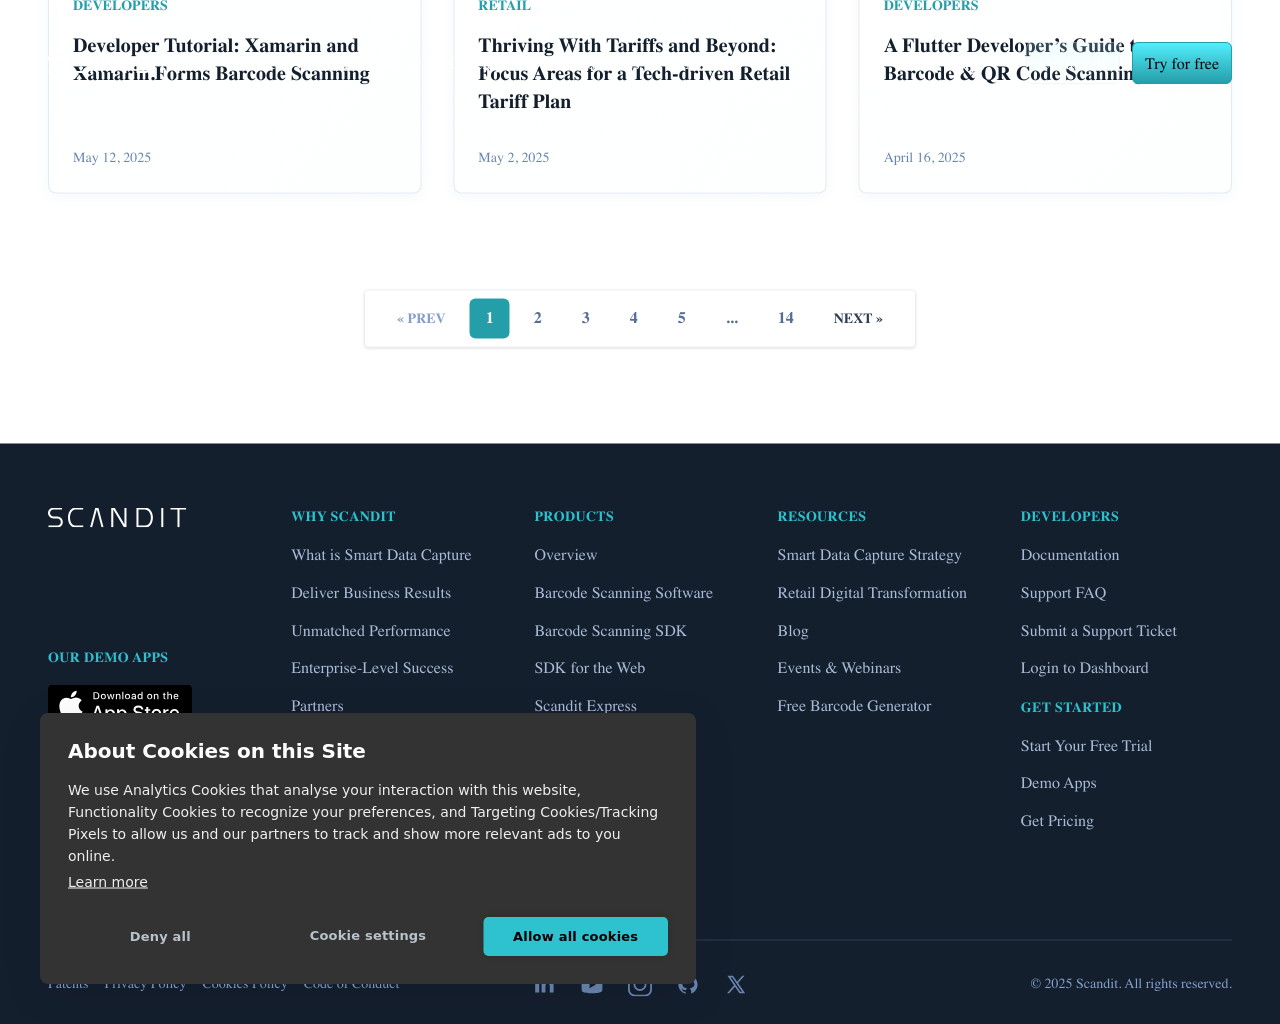 DEVELOPERS
Developer Tutorial: Xamarin and
Xamarin.Forms Barcode Scanning
May 12, 2025
RETAIL
Thriving With Tariffs and Beyond:
Focus Areas for a Tech-driven Retail
Tariff Plan
May 2, 2025
DEVELOPERS
A Flutter Developer's Guide
Barcode & QR Code
April 16, 2025
Try for free
« PREV 1 2 3 4 5 ... 14 NEXT »
SCANDIT
OUR DEMO APPS
Download on the
App Store
WHY SCANDIT
What is Smart Data Capture
Deliver Business Results
Unmatched Performance
Enterprise-Level Success
Partners
PRODUCTS
Overview
Barcode Scanning Software
Barcode Scanning SDK
SDK for the Web
Scandit Express
RESOURCES
Smart Data Capture Strategy
Retail Digital Transformation
Blog
Events & Webinars
Free Barcode Generator
DEVELOPERS
Documentation
Support FAQ
Submit a Support Ticket
Login to Dashboard
GET STARTED
Start Your Free Trial
Demo Apps
Get Pricing
About Cookies on this Site
We use Analytics Cookies that analyse your interaction with this website,
Functionality Cookies to recognize your preferences, and Targeting Cookies/Tracking
Pixels to allow us and our partners to track and show more relevant ads to you
online.
Learn more
Deny all
Cookie settings
Allow all cookies
Patents Privacy Policy Cookies Policy Code of Conduct
© 2025 Scandit. All rights reserved.